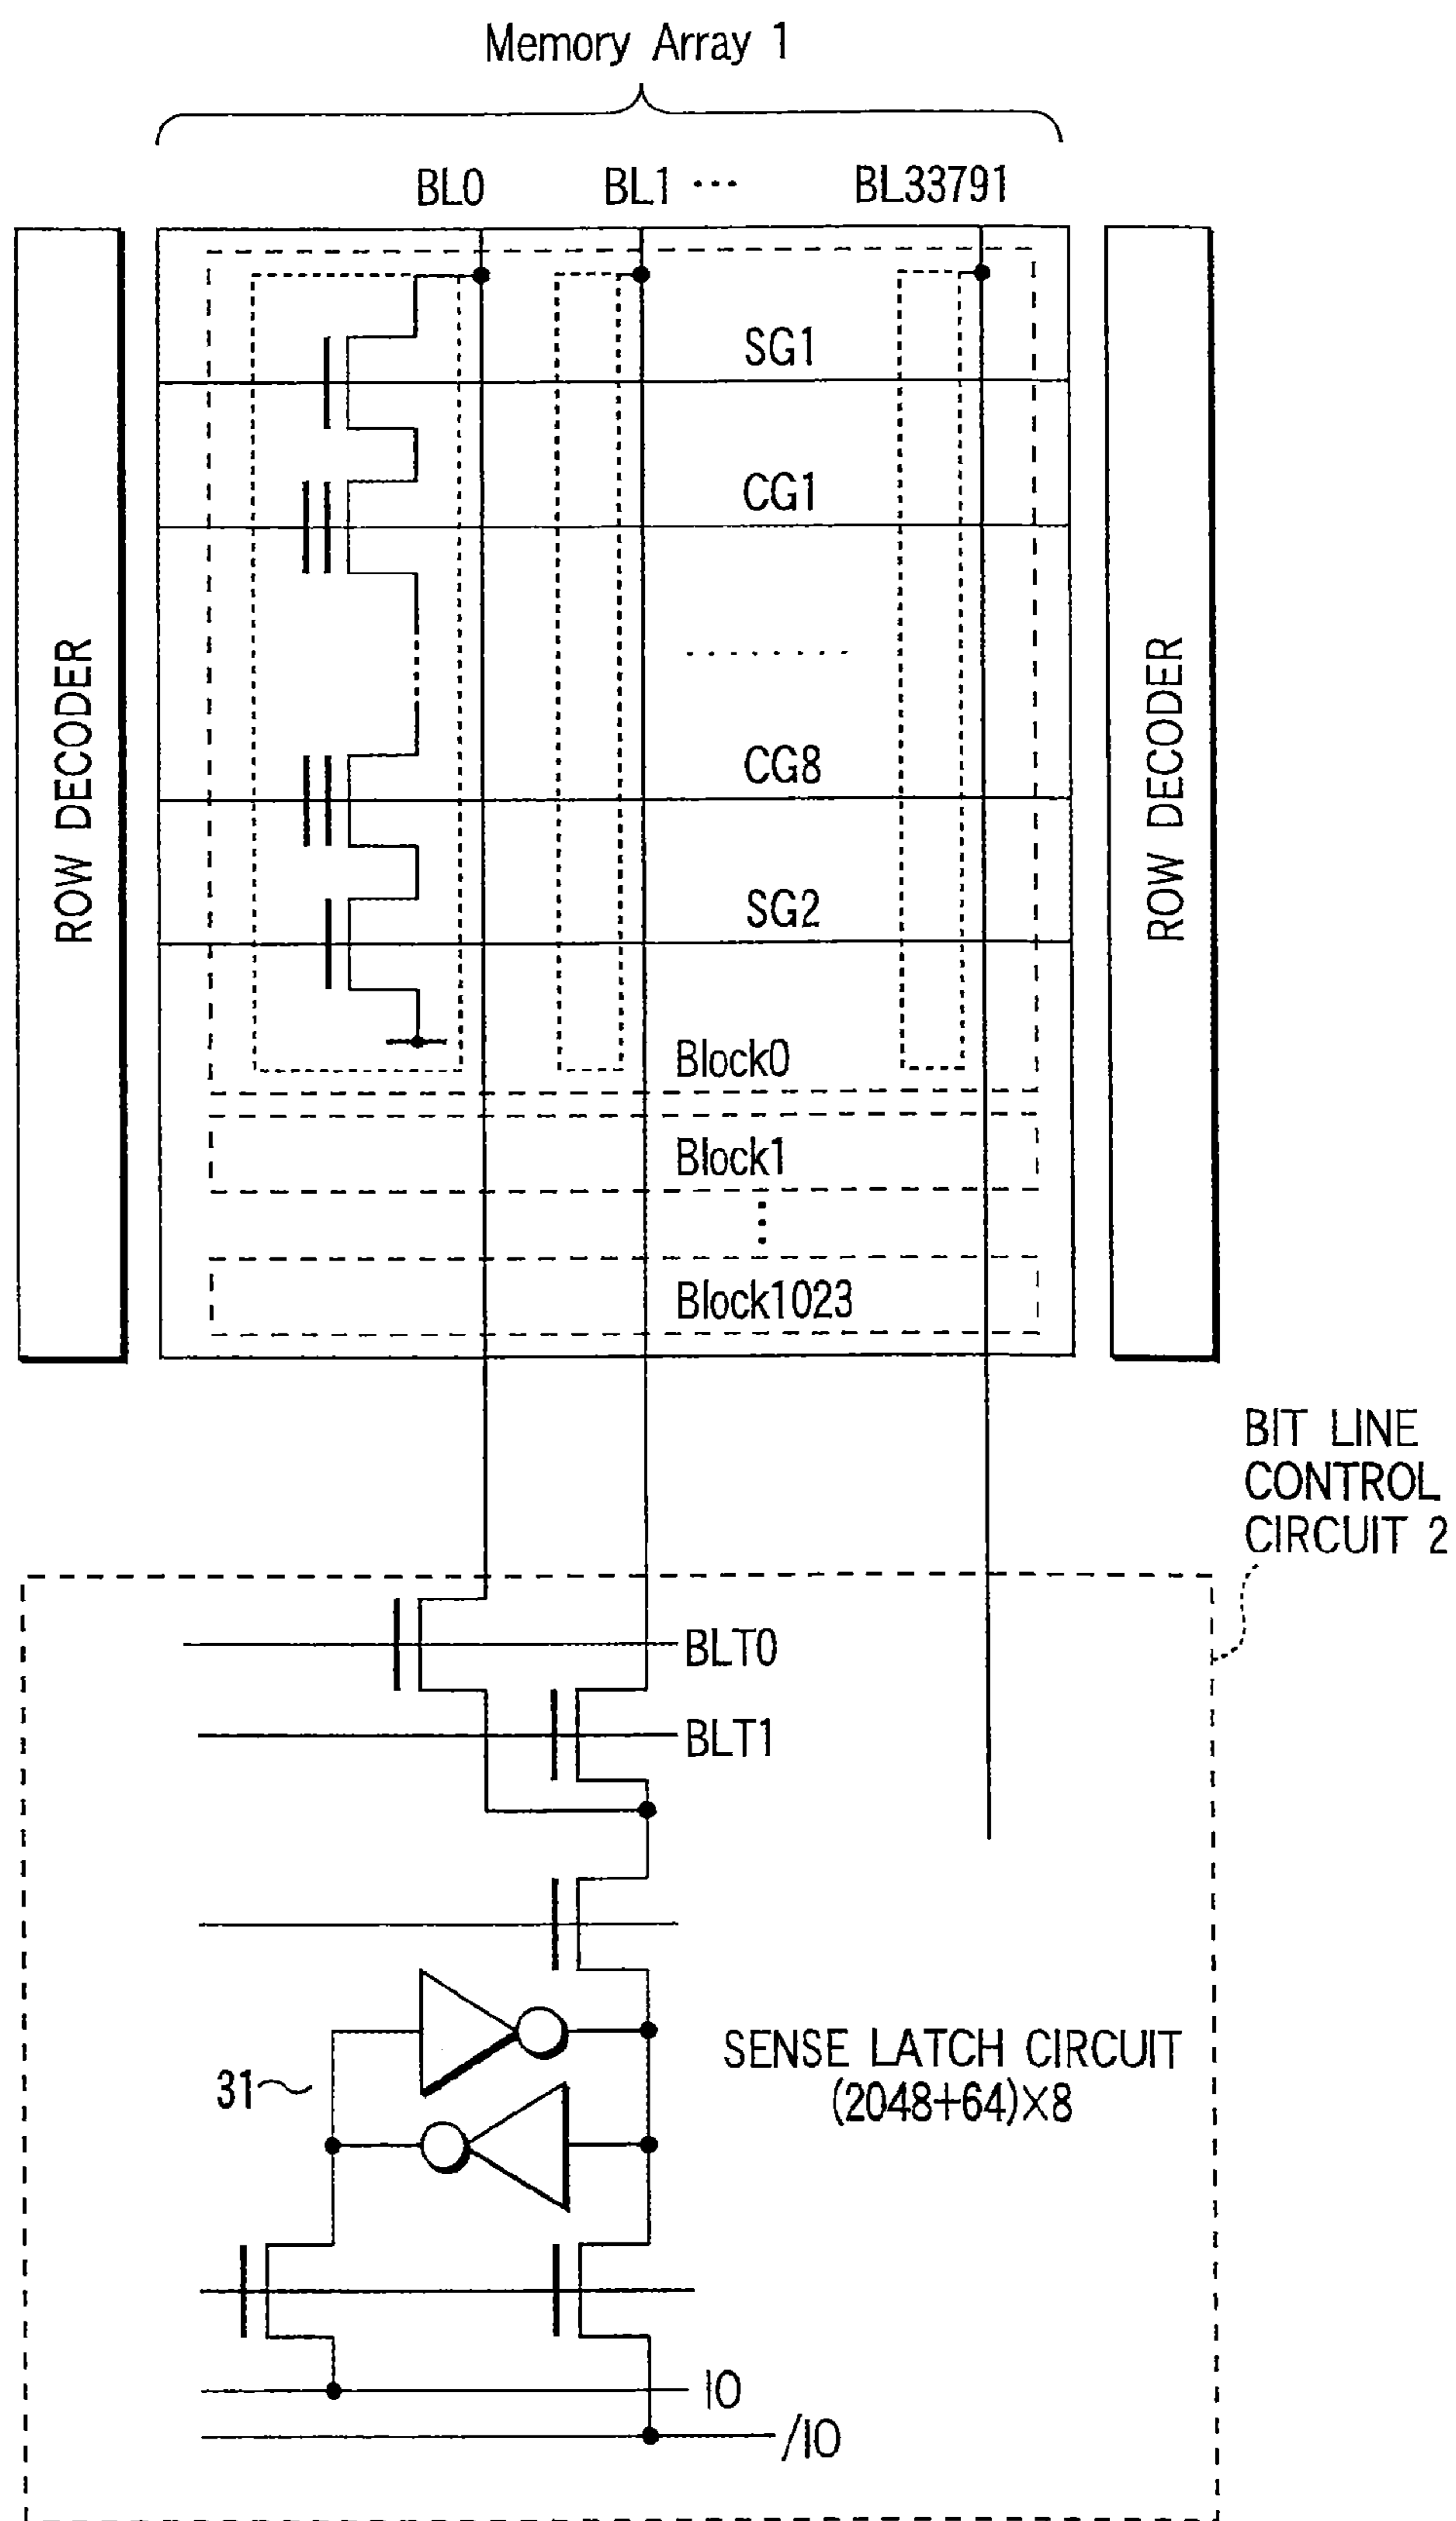 Memory Array 1
BL0 BL1 ··· BL33791
ROW DECODER
SG1
CG1
.........
CG8
SG2
Block0
Block1
Block1023
ROW DECODER
BIT LINE
CONTROL
CIRCUIT 2
BLT0
BLT1
SENSE LATCH CIRCUIT
(2048+64)×8
31
IO
/IO